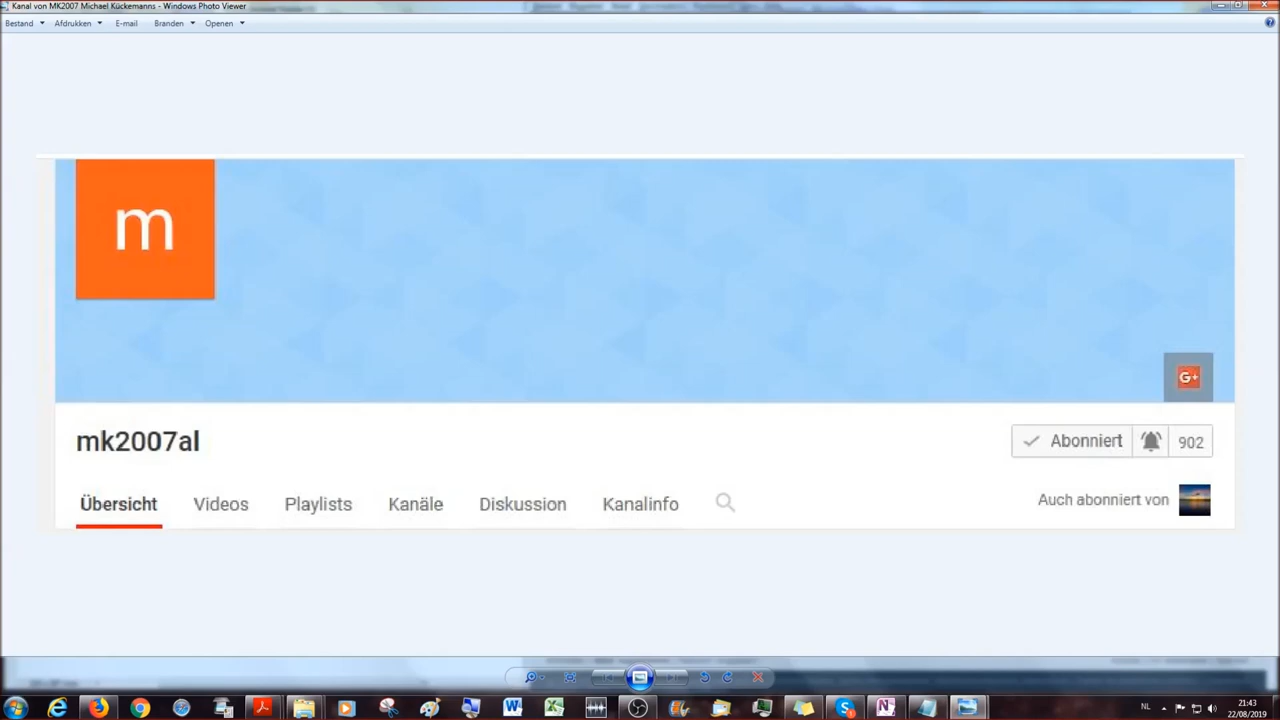 Kanal von MK2007 Michael Kückemanns - Windows Photo Viewer
Bestand Afdrukken E-mail Branden Openen
m
G+
mk2007al
Abonniert 902
Übersicht Videos Playlists Kanäle Diskussion Kanalinfo
Auch abonniert von
NL
21:43
22/08/2019